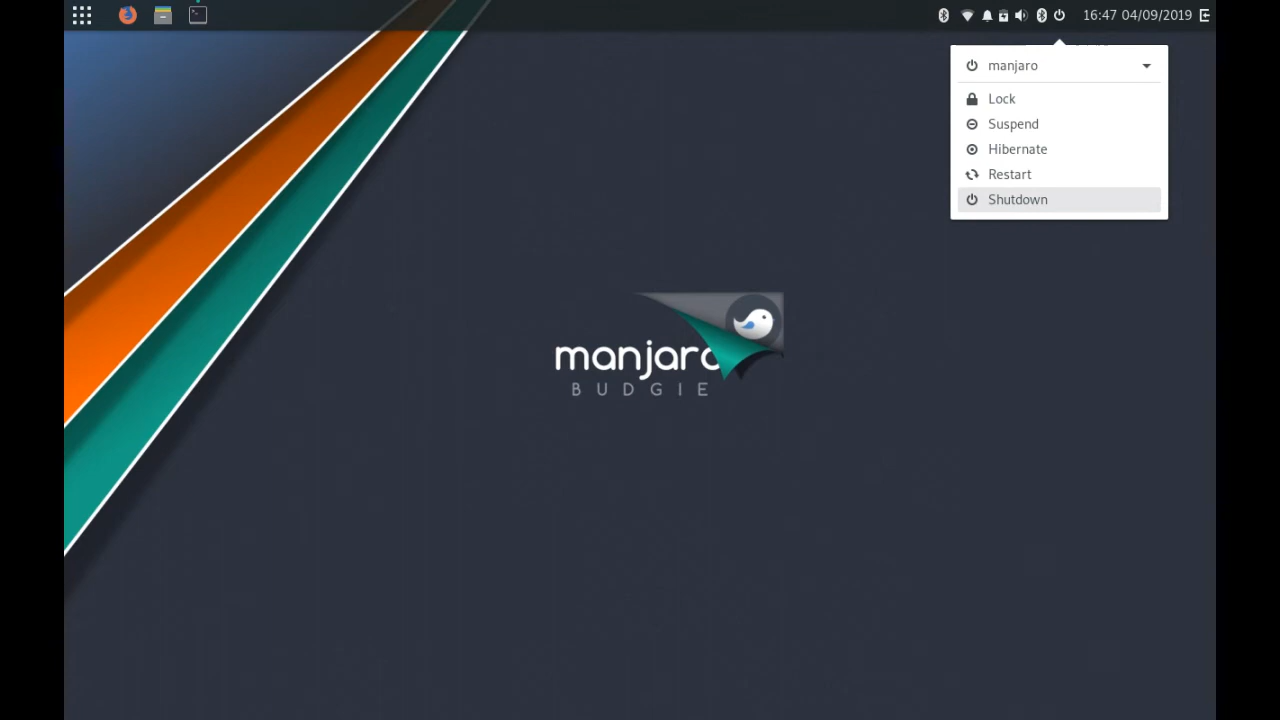 16:47 04/09/2019
manjaro
Lock
Suspend
Hibernate
Restart
Shutdown
manjaro
BUDGIE